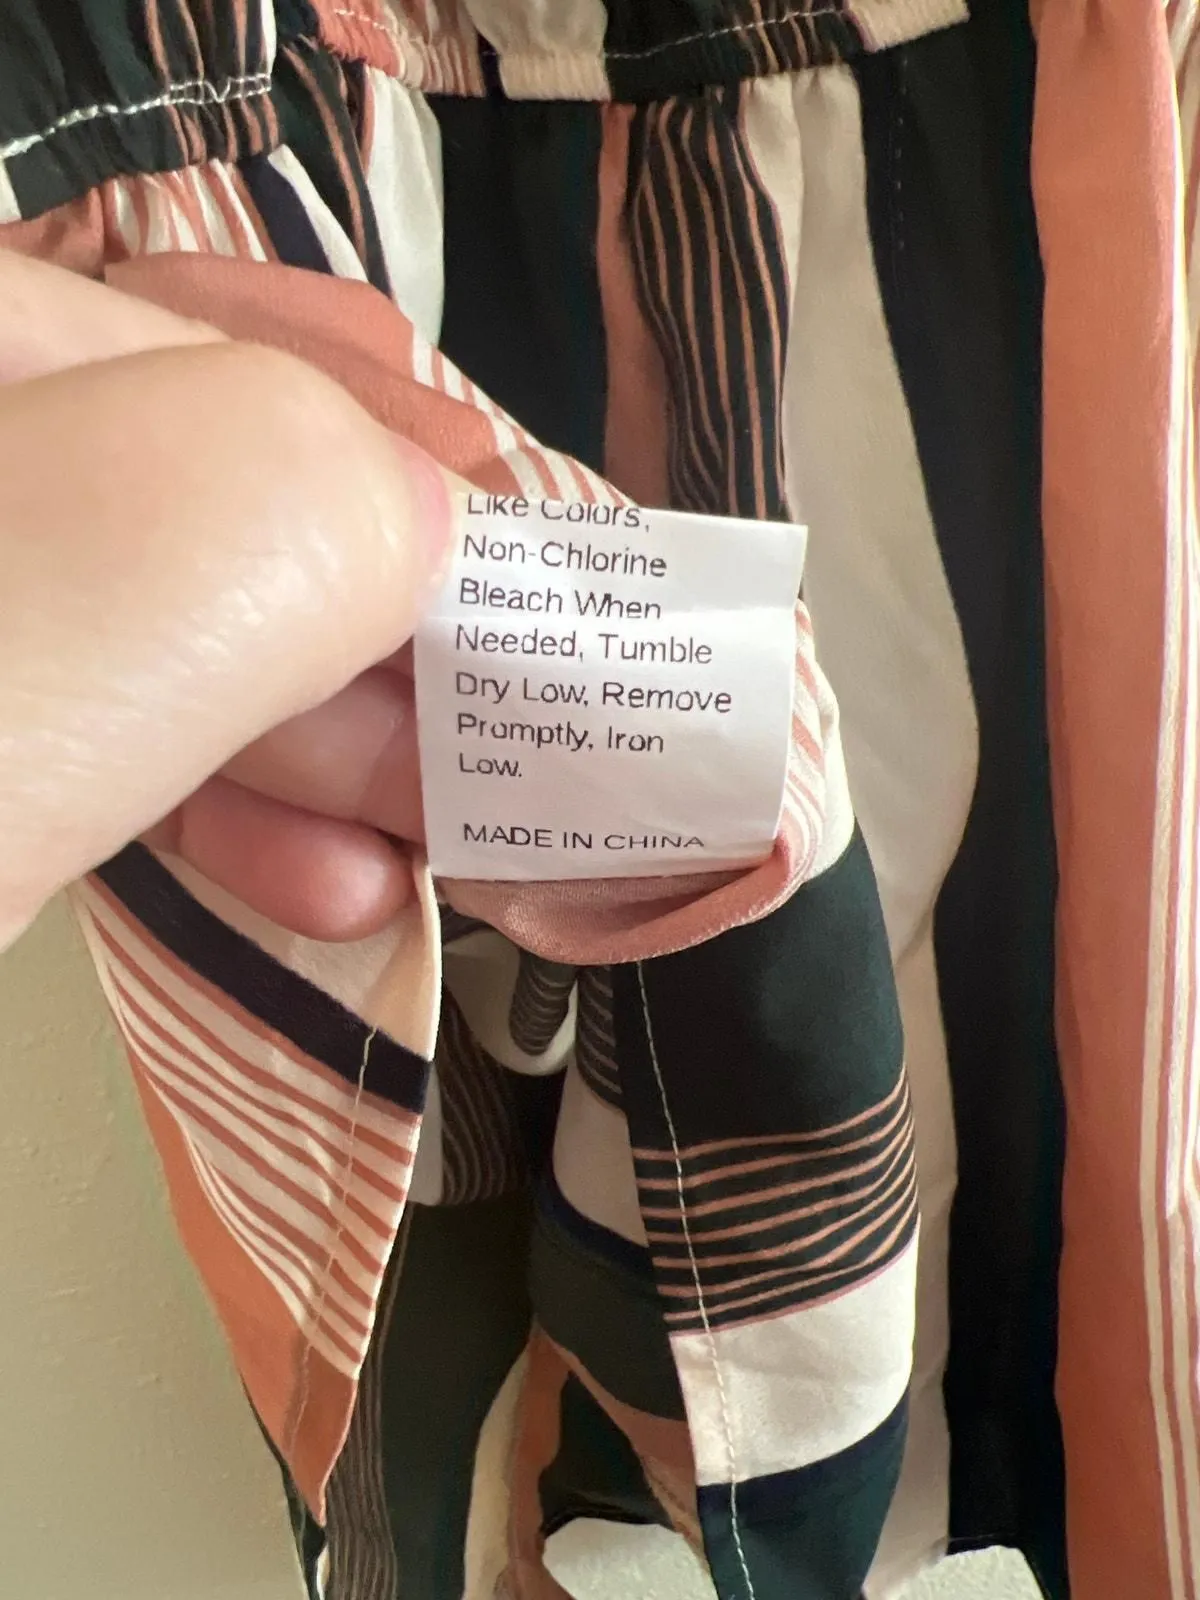 Like Colors,
Non-Chlorine
Bleach When
Needed, Tumble
Dry Low, Remove
Promptly, Iron
Low.
MADE IN CHINA